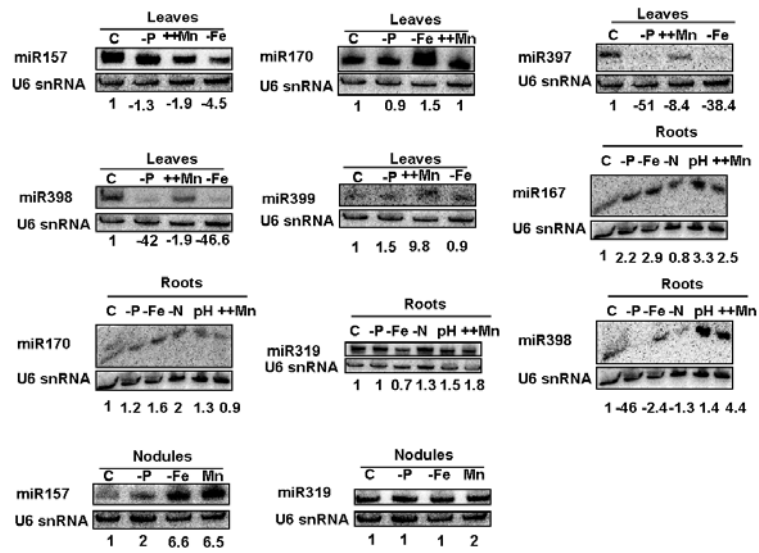 Leaves
C -P ++Mn -Fe
miR157
U6 snRNA
1 -1.3 -1.9 -4.5
Leaves
C -P -Fe ++Mn
miR170
U6 snRNA
1 0.9 1.5 1
Leaves
C -P ++Mn -Fe
miR397
U6 snRNA
1 -51 -8.4 -38.4
Leaves
C -P ++Mn -Fe
miR398
U6 snRNA
1 -42 -1.9 -46.6
Leaves
C -P ++Mn -Fe
miR399
U6 snRNA
1 1.5 9.8 0.9
Roots
C -P -Fe -N pH ++Mn
miR167
U6 snRNA
1 2.2 2.9 0.8 3.3 2.5
Roots
C -P -Fe -N pH ++Mn
miR170
U6 snRNA
1 1.2 1.6 2 1.3 0.9
Roots
C -P -Fe -N pH ++Mn
miR319
U6 snRNA
1 1 0.7 1.3 1.5 1.8
Roots
C -P -Fe -N pH ++Mn
miR398
U6 snRNA
1 -46 -2.4 -1.3 1.4 4.4
Nodules
C -P -Fe Mn
miR157
U6 snRNA
1 2 6.6 6.5
Nodules
C -P -Fe Mn
miR319
U6 snRNA
1 1 1 2